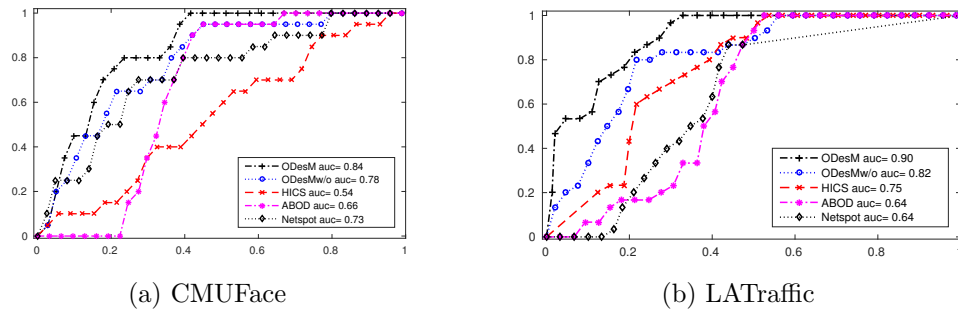 1
0.8
0.6
0.4
0.2
0
0 0.2 0.4 0.6 0.8 1
ODesM auc= 0.84
ODesMw/o auc= 0.78
HICS auc= 0.54
ABOD auc= 0.66
Netspot auc= 0.73
(a) CMUFace
1
0.8
0.6
0.4
0.2
0
0 0.2 0.4 0.6 0.8 1
ODesM auc= 0.90
ODesMw/o auc= 0.82
HICS auc= 0.75
ABOD auc= 0.64
Netspot auc= 0.64
(b) LATraffic